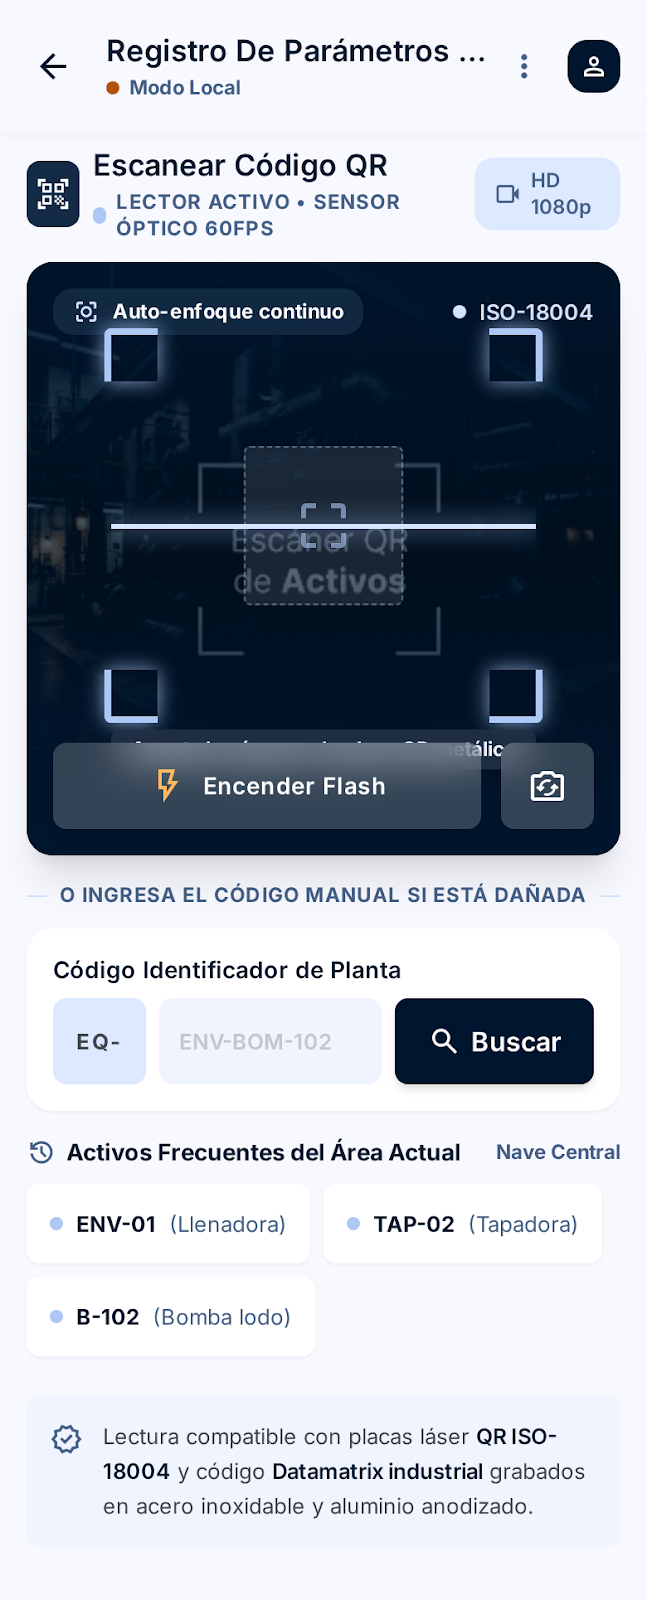 Registro De Parámetros ...
Modo Local
Escanear Código QR
LECTOR ACTIVO • SENSOR
ÓPTICO 60FPS
HD
1080p
Auto-enfoque continuo
ISO-18004
Escáner QR
de Activos
Encender Flash
O INGRESA EL CÓDIGO MANUAL SI ESTÁ DAÑADA
Código Identificador de Planta
EQ-
ENV-BOM-102
Buscar
Activos Frecuentes del Área Actual
Nave Central
ENV-01 (Llenadora)
TAP-02 (Tapadora)
B-102 (Bomba lodo)
Lectura compatible con placas láser QR ISO-
18004 y código Datamatrix industrial grabados
en acero inoxidable y aluminio anodizado.